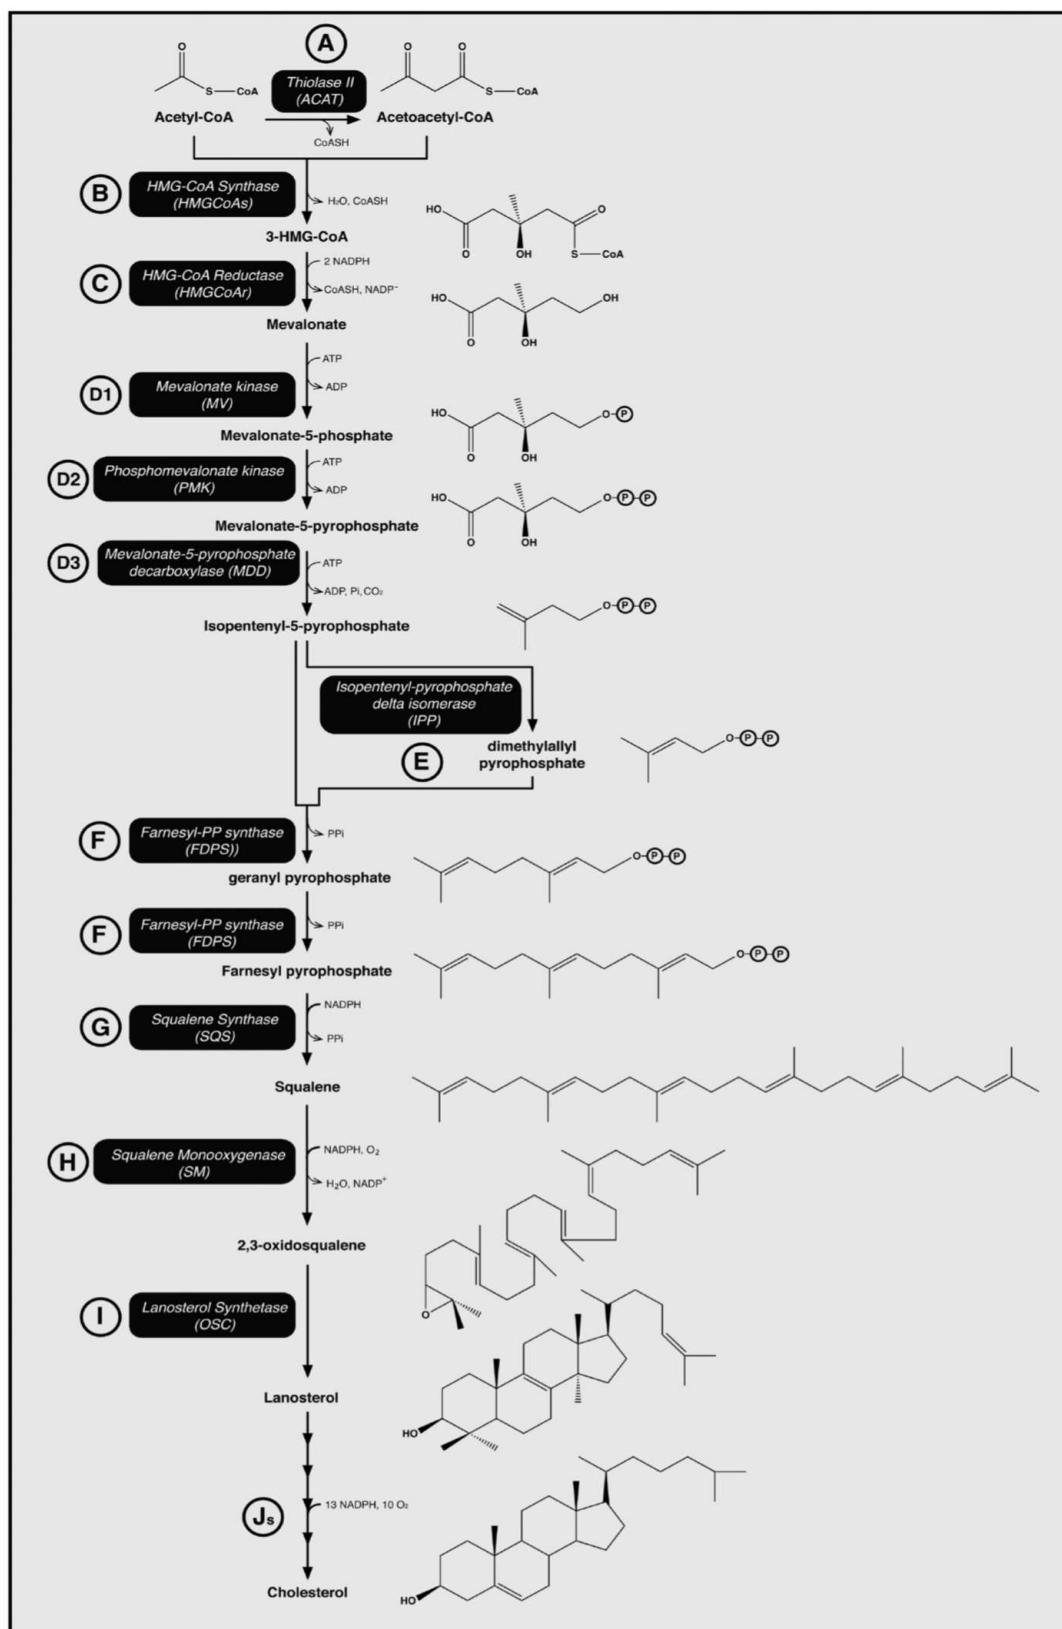 A
Thiolase II
(ACAT)
O
S — CoA
O O
S — CoA
Acetyl-CoA
Acetoacetyl-CoA
CoASH
B
HMG-CoA Synthase
(HMGCoAs)
H₂O, CoASH
3-HMG-CoA
HO O
O OH S — CoA
C
HMG-CoA Reductase
(HMGCoAr)
2 NADPH
CoASH, NADP⁻
Mevalonate
HO OH
O OH
D1
Mevalonate kinase
(MV)
ATP
ADP
Mevalonate-5-phosphate
HO O P
O OH
D2
Phosphomevalonate kinase
(PMK)
ATP
ADP
Mevalonate-5-pyrophosphate
HO O P P
O OH
D3
Mevalonate-5-pyrophosphate
decarboxylase (MDD)
ATP
ADP, Pi, CO₂
Isopentenyl-5-pyrophosphate
O P P
Isopentenyl-pyrophosphate
delta isomerase
(IPP)
E
dimethylallyl
pyrophosphate
O P P
F
Farnesyl-PP synthase
(FDPS))
PPi
geranyl pyrophosphate
O P P
F
Farnesyl-PP synthase
(FDPS)
PPi
Farnesyl pyrophosphate
O P P
G
Squalene Synthase
(SQS)
NADPH
PPi
Squalene
H
Squalene Monooxygenase
(SM)
NADPH, O₂
H₂O, NADP⁺
2,3-oxidosqualene
O
I
Lanosterol Synthetase
(OSC)
Lanosterol
HO
Js
13 NADPH, 10 O₂
Cholesterol
HO